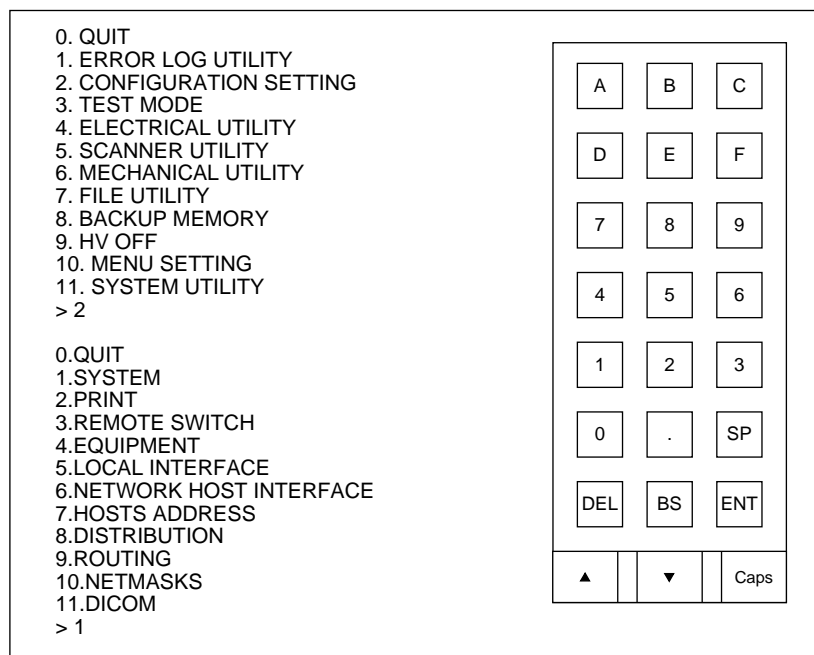 0. QUIT
1. ERROR LOG UTILITY
2. CONFIGURATION SETTING
3. TEST MODE
4. ELECTRICAL UTILITY
5. SCANNER UTILITY
6. MECHANICAL UTILITY
7. FILE UTILITY
8. BACKUP MEMORY
9. HV OFF
10. MENU SETTING
11. SYSTEM UTILITY
> 2
0.QUIT
1.SYSTEM
2.PRINT
3.REMOTE SWITCH
4.EQUIPMENT
5.LOCAL INTERFACE
6.NETWORK HOST INTERFACE
7.HOSTS ADDRESS
8.DISTRIBUTION
9.ROUTING
10.NETMASKS
11.DICOM
> 1
A B C
D E F
7 8 9
4 5 6
1 2 3
0 . SP
DEL BS ENT
▲ ▼ Caps